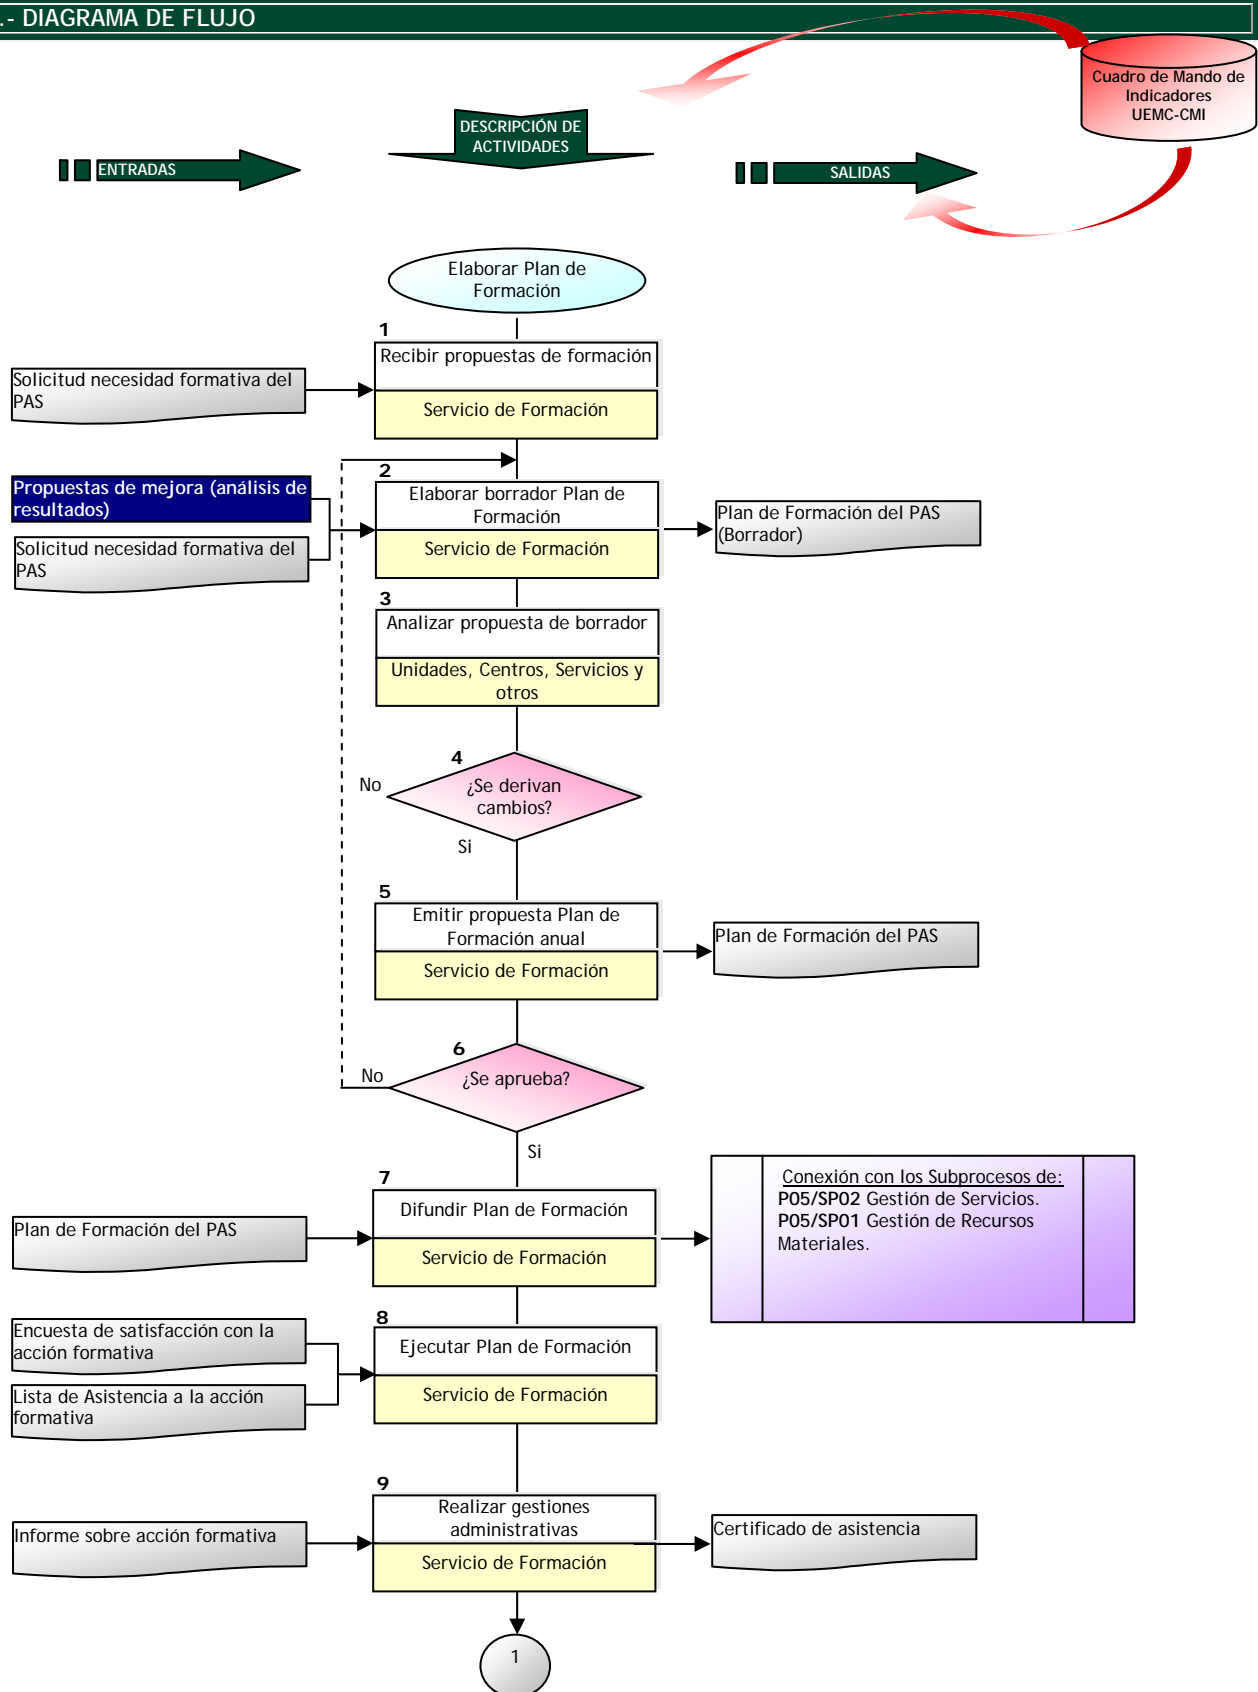 .- DIAGRAMA DE FLUJO
Cuadro de Mando de
Indicadores
UEMC-CMI
DESCRIPCIÓN DE
ACTIVIDADES
ENTRADAS
SALIDAS
Elaborar Plan de
Formación
1
Recibir propuestas de formación
Servicio de Formación
Solicitud necesidad formativa del
PAS
2
Elaborar borrador Plan de
Formación
Servicio de Formación
Propuestas de mejora (análisis de
resultados)
Solicitud necesidad formativa del
PAS
Plan de Formación del PAS
(Borrador)
3
Analizar propuesta de borrador
Unidades, Centros, Servicios y
otros
4
¿Se derivan
cambios?
No
Si
5
Emitir propuesta Plan de
Formación anual
Servicio de Formación
Plan de Formación del PAS
6
¿Se aprueba?
No
Si
7
Difundir Plan de Formación
Servicio de Formación
Plan de Formación del PAS
Conexión con los Subprocesos de:
P05/SP02 Gestión de Servicios.
P05/SP01 Gestión de Recursos
Materiales.
8
Ejecutar Plan de Formación
Servicio de Formación
Encuesta de satisfacción con la
acción formativa
Lista de Asistencia a la acción
formativa
9
Realizar gestiones
administrativas
Servicio de Formación
Informe sobre acción formativa
Certificado de asistencia
1